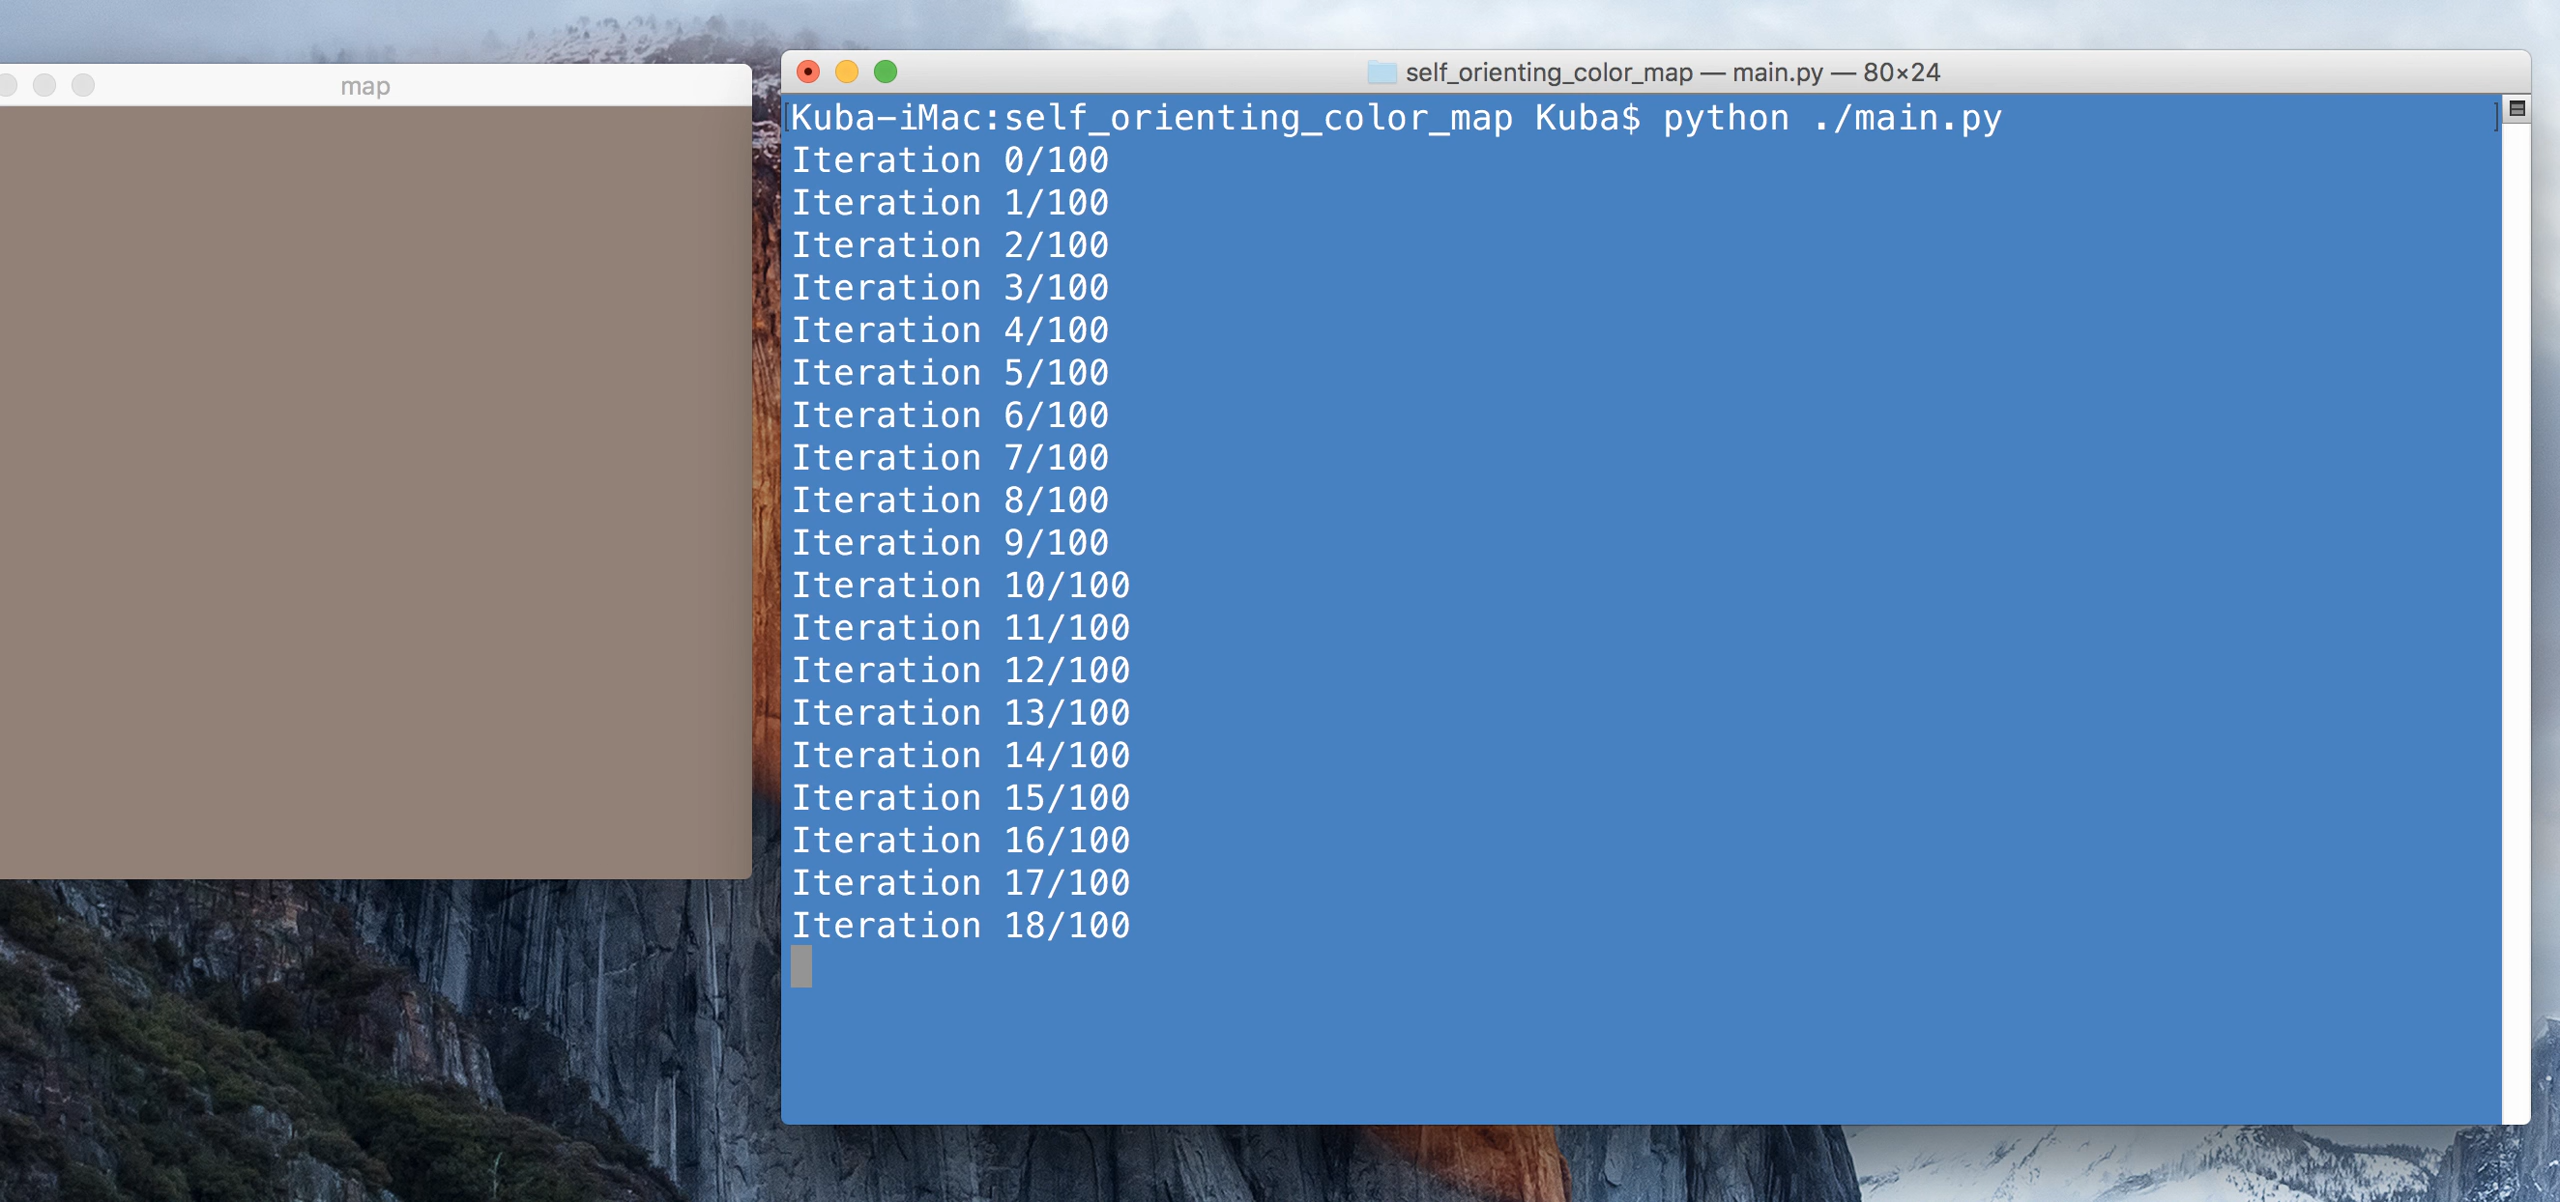 map
self_orienting_color_map — main.py — 80×24
[Kuba-iMac:self_orienting_color_map Kuba$ python ./main.py ]
Iteration 0/100
Iteration 1/100
Iteration 2/100
Iteration 3/100
Iteration 4/100
Iteration 5/100
Iteration 6/100
Iteration 7/100
Iteration 8/100
Iteration 9/100
Iteration 10/100
Iteration 11/100
Iteration 12/100
Iteration 13/100
Iteration 14/100
Iteration 15/100
Iteration 16/100
Iteration 17/100
Iteration 18/100